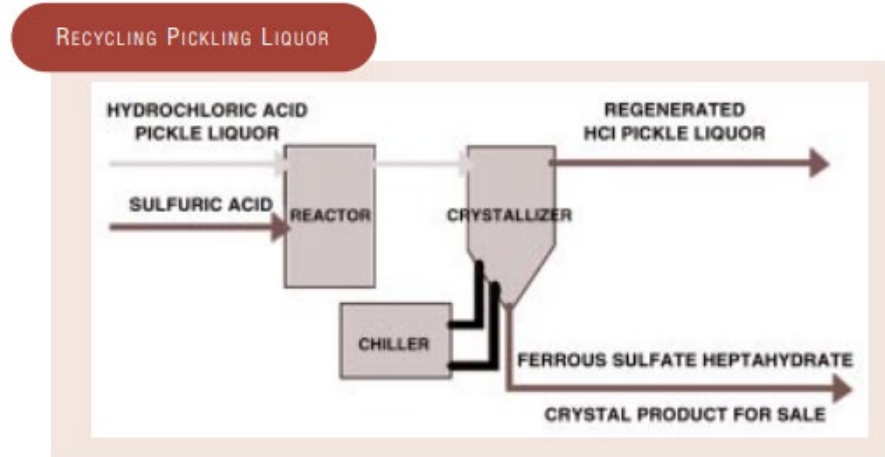 RECYCLING PICKLING LIQUOR
HYDROCHLORIC ACID
PICKLE LIQUOR
REGENERATED
HCI PICKLE LIQUOR
SULFURIC ACID
REACTOR
CRYSTALLIZER
CHILLER
FERROUS SULFATE HEPTAHYDRATE
CRYSTAL PRODUCT FOR SALE